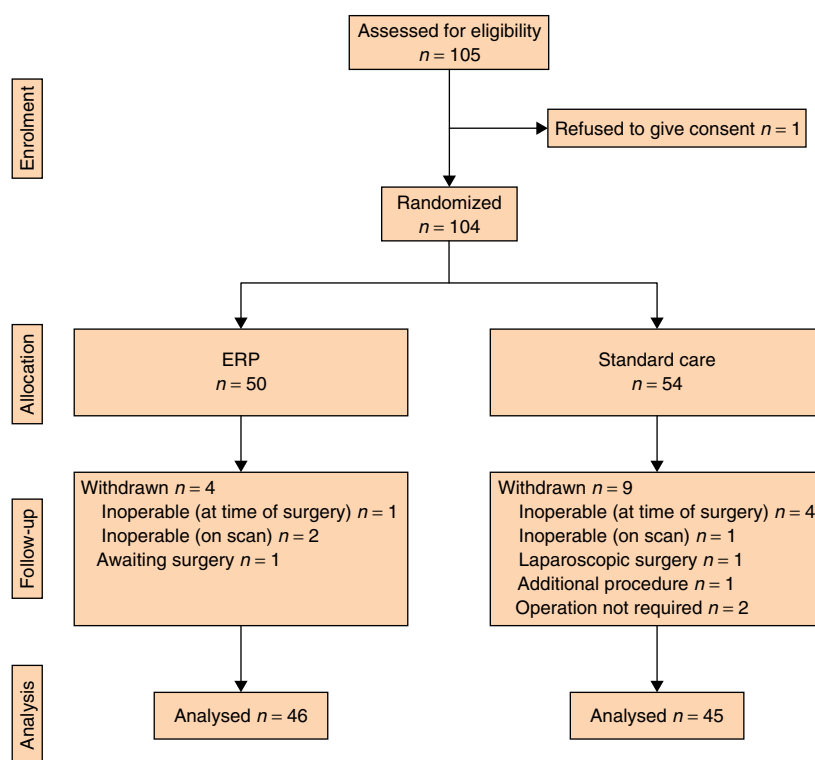 Assessed for eligibility
n = 105
Enrolment
Refused to give consent n = 1
Randomized
n = 104
Allocation
ERP
n = 50
Standard care
n = 54
Follow-up
Withdrawn n = 4
Inoperable (at time of surgery) n = 1
Inoperable (on scan) n = 2
Awaiting surgery n = 1
Withdrawn n = 9
Inoperable (at time of surgery) n = 4
Inoperable (on scan) n = 1
Laparoscopic surgery n = 1
Additional procedure n = 1
Operation not required n = 2
Analysis
Analysed n = 46
Analysed n = 45